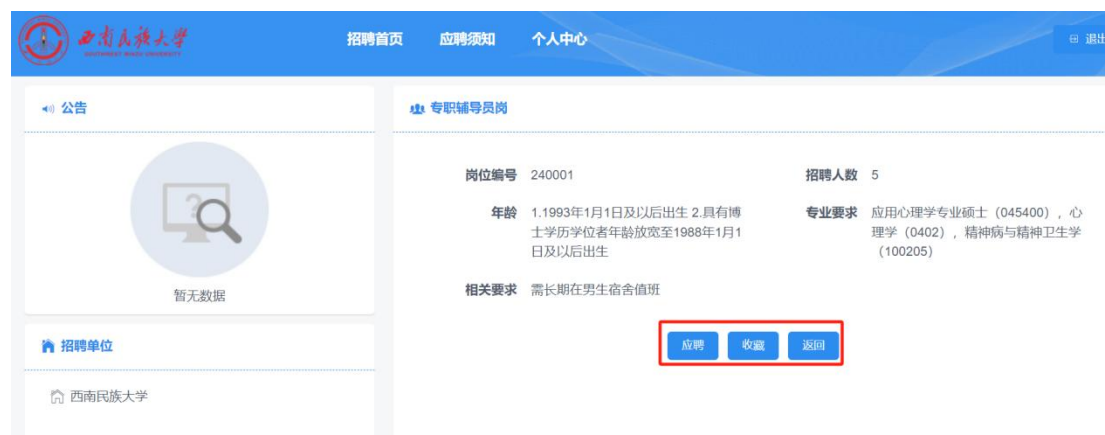 西南民族大学
SOUTHWEST MINZU UNIVERSITY
招聘首页 应聘须知 个人中心 退出
公告
暂无数据
招聘单位
西南民族大学
专职辅导员岗
岗位编号 240001 招聘人数 5
年龄 1.1993年1月1日及以后出生 2.具有博 专业要求 应用心理学专业硕士（045400），心
士学历学位者年龄放宽至1988年1月1 理学（0402），精神病与精神卫生学
日及以后出生 （100205）
相关要求 需长期在男生宿舍值班
应聘 收藏 返回